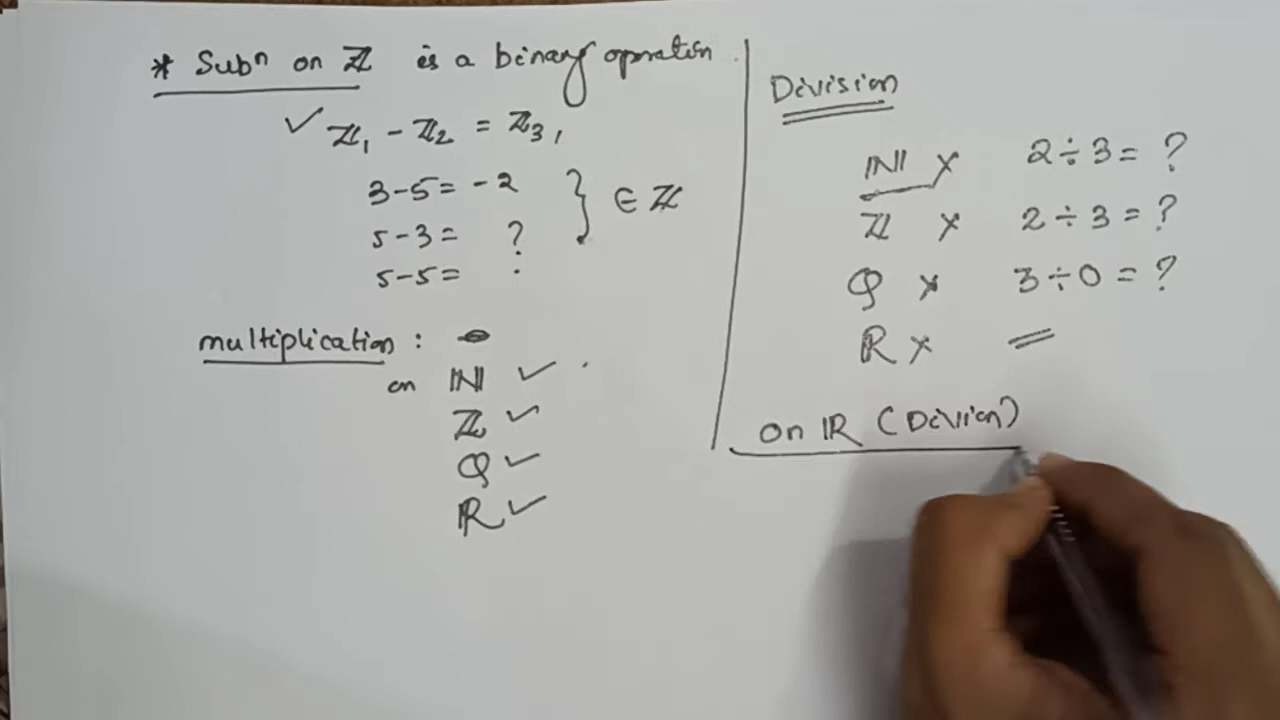 * Subⁿ on ℤ is a binary operation.
✓ ℤ₁ - ℤ₂ = ℤ₃,
3-5= -2 } ∈ ℤ
5-3= ?
5-5= ?
multiplication :
on ℕ ✓
ℤ ✓
Q ✓
R ✓
Division
ℕ × 2÷3= ?
ℤ × 2÷3=?
Q × 3÷0=?
R ×
On ℝ (